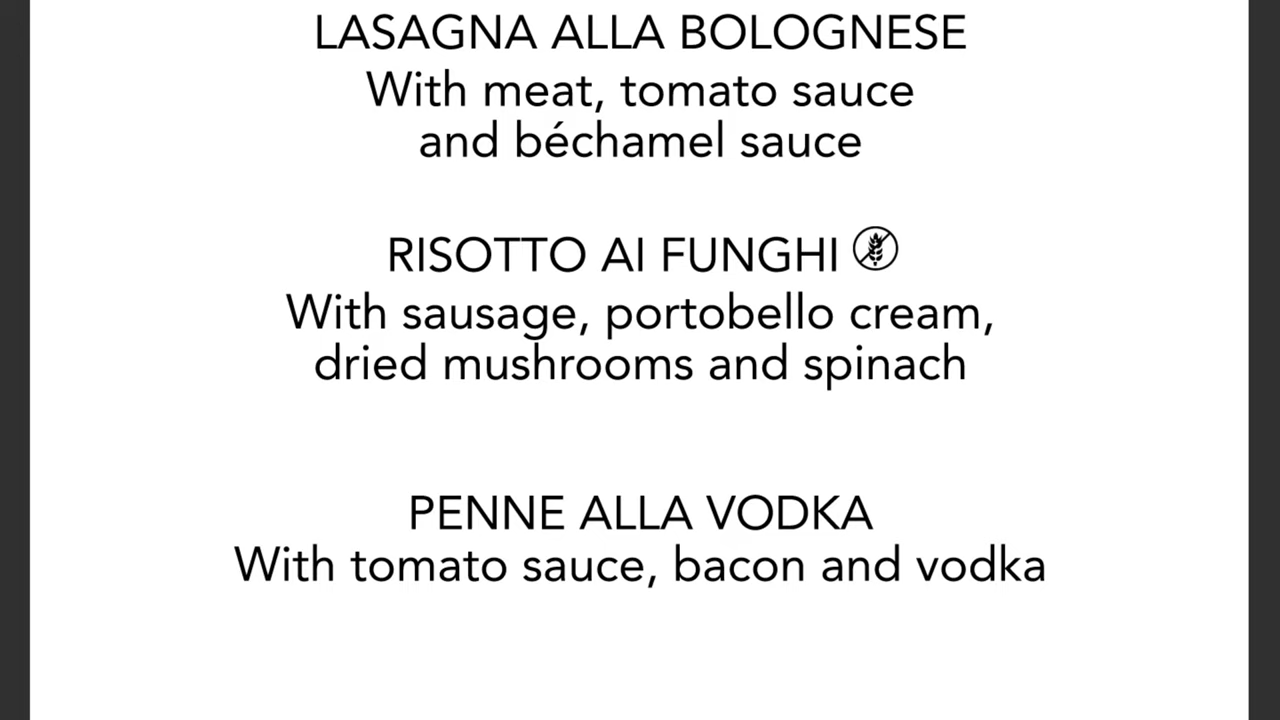 LASAGNA ALLA BOLOGNESE
With meat, tomato sauce
and béchamel sauce
RISOTTO AI FUNGHI
With sausage, portobello cream,
dried mushrooms and spinach
PENNE ALLA VODKA
With tomato sauce, bacon and vodka